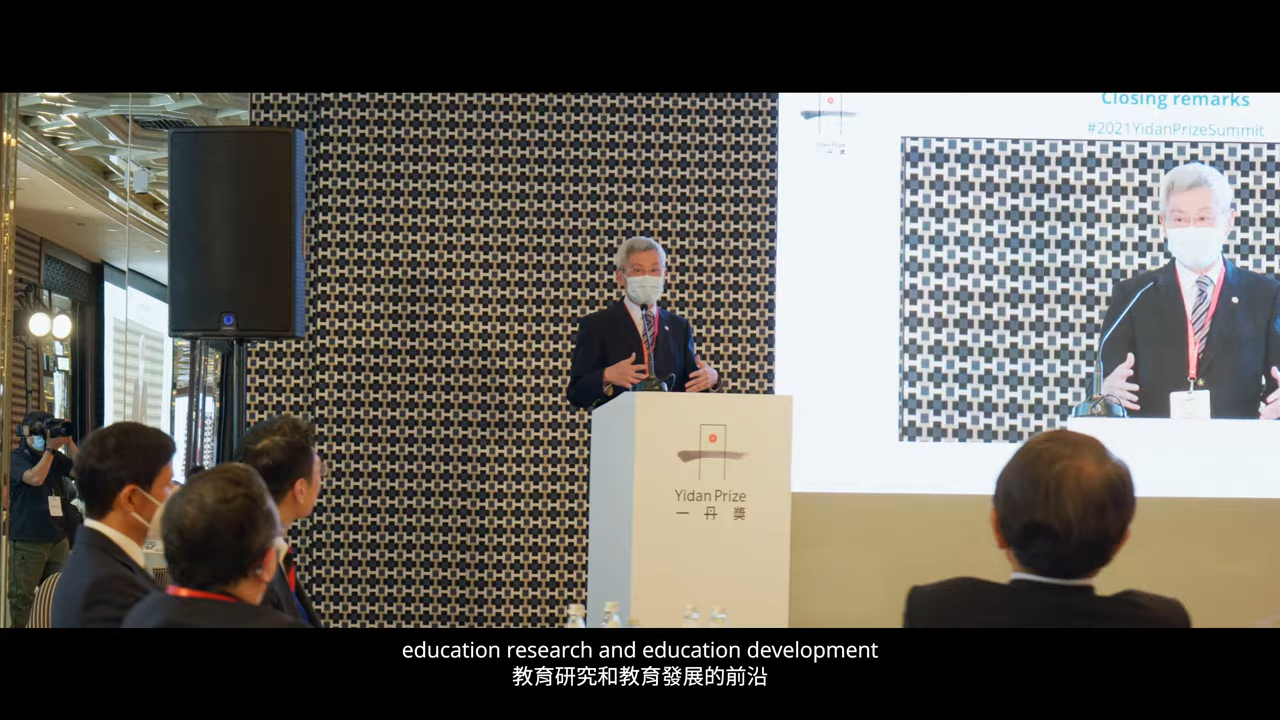 Closing remarks
#2021YidanPrizeSummit
Yidan Prize
一丹獎
education research and education development
教育研究和教育發展的前沿